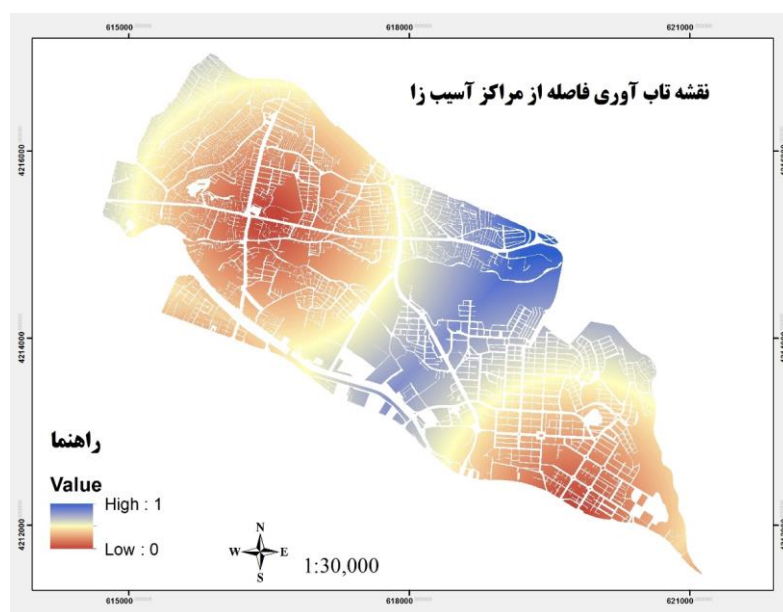 615000 618000 621000
نقشه تاب آوری فاصله از مراکز آسیب زا
4216000
4214000
راهنما
Value
High : 1
Low : 0
4212000
N
W E
S
1:30,000
615000 618000 621000